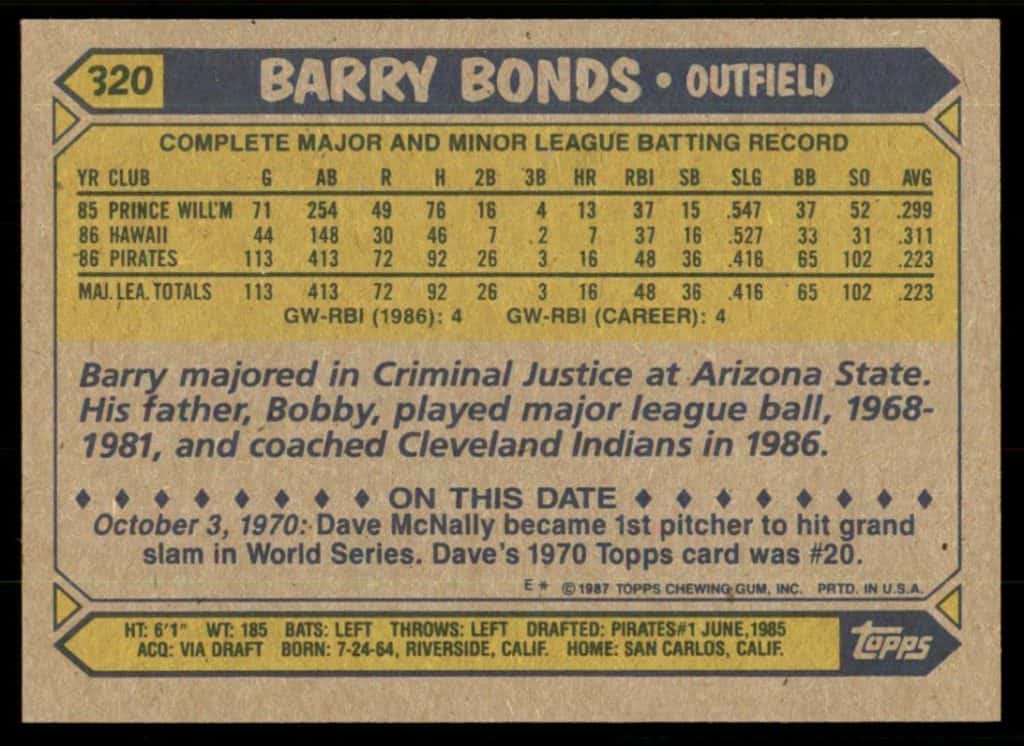 320 BARRY BONDS • OUTFIELD
COMPLETE MAJOR AND MINOR LEAGUE BATTING RECORD
YR CLUB G AB R H 2B 3B HR RBI SB SLG BB SO AVG
85 PRINCE WILL'M 71 254 49 76 16 4 13 37 15 .547 37 52 .299
86 HAWAII 44 148 30 46 7 2 7 37 16 .527 33 31 .311
86 PIRATES 113 413 72 92 26 3 16 48 36 .416 65 102 .223
MAJ. LEA. TOTALS 113 413 72 92 26 3 16 48 36 .416 65 102 .223
GW-RBI (1986): 4 GW-RBI (CAREER): 4
Barry majored in Criminal Justice at Arizona State.
His father, Bobby, played major league ball, 1968-
1981, and coached Cleveland Indians in 1986.
♦ ♦ ♦ ♦ ♦ ♦ ♦ ♦ ON THIS DATE ♦ ♦ ♦ ♦ ♦ ♦ ♦ ♦
October 3, 1970: Dave McNally became 1st pitcher to hit grand
slam in World Series. Dave's 1970 Topps card was #20.
E* ©1987 TOPPS CHEWING GUM, INC. PRTD. IN U.S.A.
HT: 6'1" WT: 185 BATS: LEFT THROWS: LEFT DRAFTED: PIRATES#1 JUNE,1985
ACQ: VIA DRAFT BORN: 7-24-64, RIVERSIDE, CALIF. HOME: SAN CARLOS, CALIF.
Topps